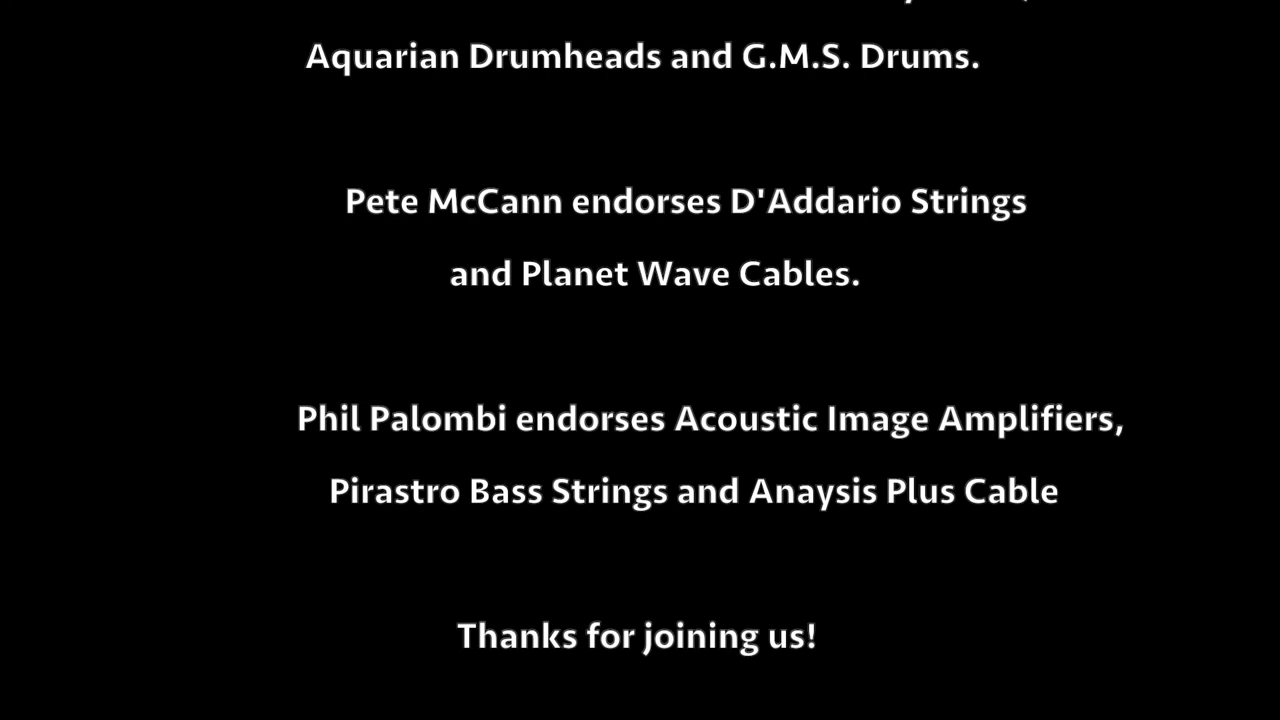 Aquarian Drumheads and G.M.S. Drums.
Pete McCann endorses D'Addario Strings
and Planet Wave Cables.
Phil Palombi endorses Acoustic Image Amplifiers,
Pirastro Bass Strings and Anaysis Plus Cable
Thanks for joining us!